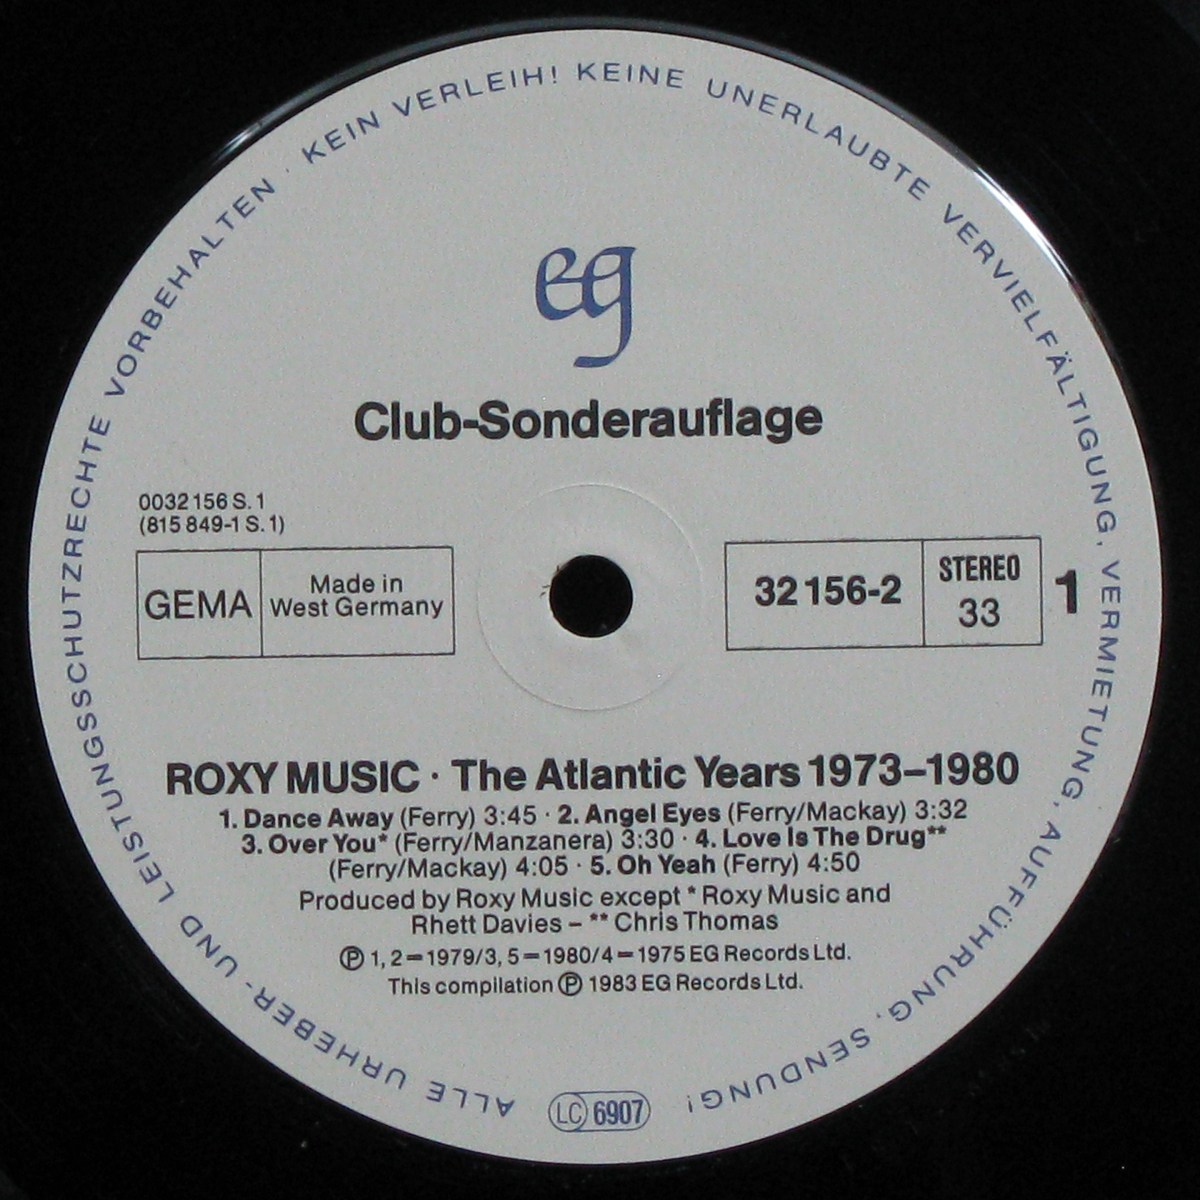 ALLE URHEBER- UND LEISTUNGSSCHUTZRECHTE VORBEHALTEN · KEIN VERLEIH! KEINE UNERLAUBTE VERVIELFÄLTIGUNG, VERMIETUNG, AUFFÜHRUNG, SENDUNG!
eg
Club-Sonderauflage
0032 156 S. 1
(815 849-1 S. 1)
GEMA
Made in
West Germany
32 156-2
STEREO
33
1
ROXY MUSIC · The Atlantic Years 1973–1980
1. Dance Away (Ferry) 3:45 · 2. Angel Eyes (Ferry/Mackay) 3:32
3. Over You* (Ferry/Manzanera) 3:30 · 4. Love Is The Drug**
(Ferry/Mackay) 4:05 · 5. Oh Yeah (Ferry) 4:50
Produced by Roxy Music except * Roxy Music and
Rhett Davies – ** Chris Thomas
Ⓟ 1, 2 – 1979/3, 5 – 1980/4 – 1975 EG Records Ltd.
This compilation Ⓟ 1983 EG Records Ltd.
LC 6907